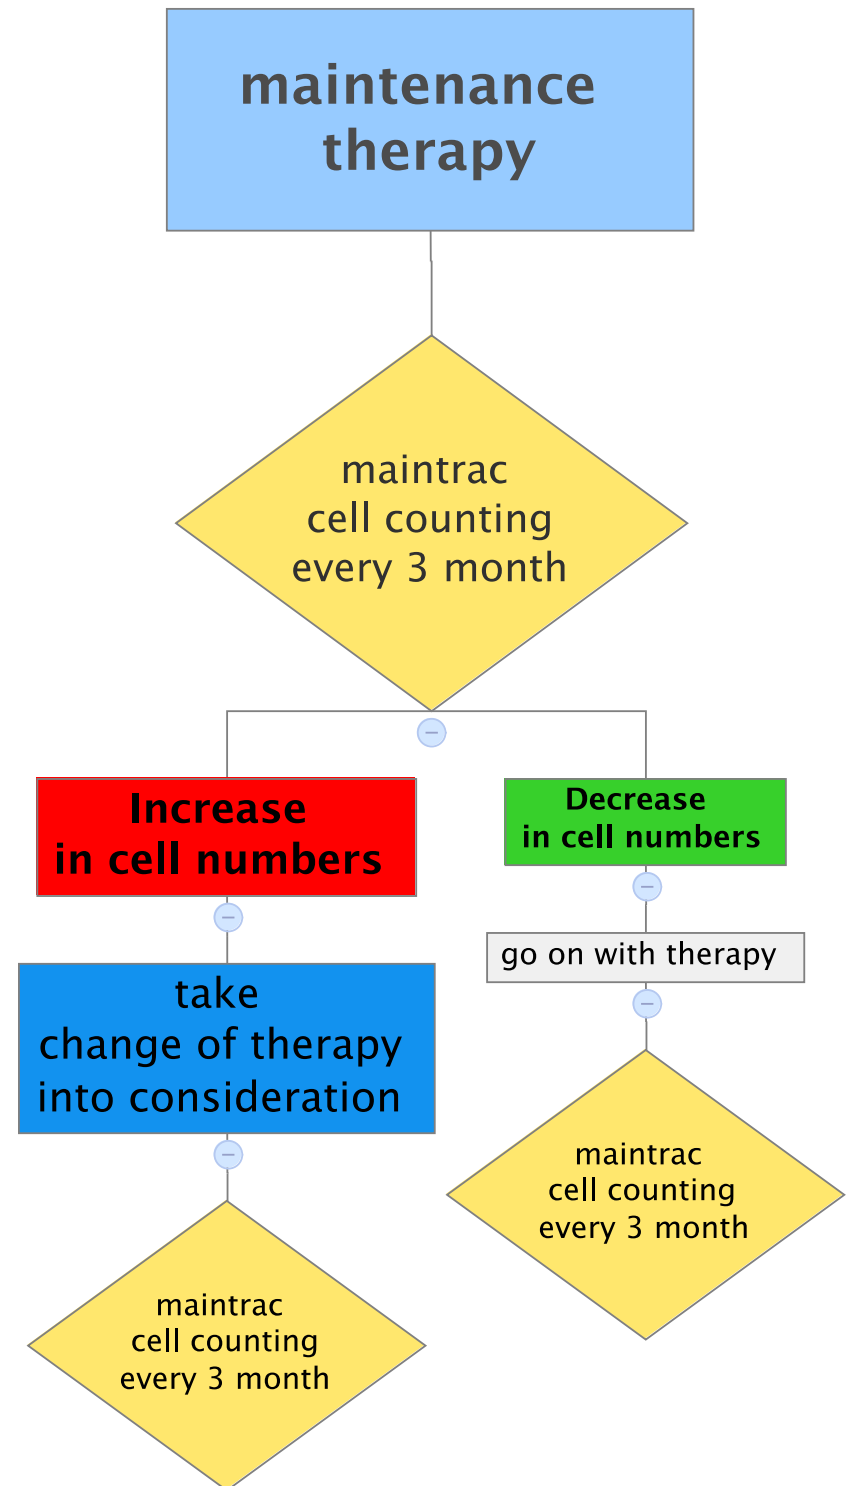 maintenance
therapy
maintrac
cell counting
every 3 month
Increase
in cell numbers
take
change of therapy
into consideration
maintrac
cell counting
every 3 month
Decrease
in cell numbers
go on with therapy
maintrac
cell counting
every 3 month